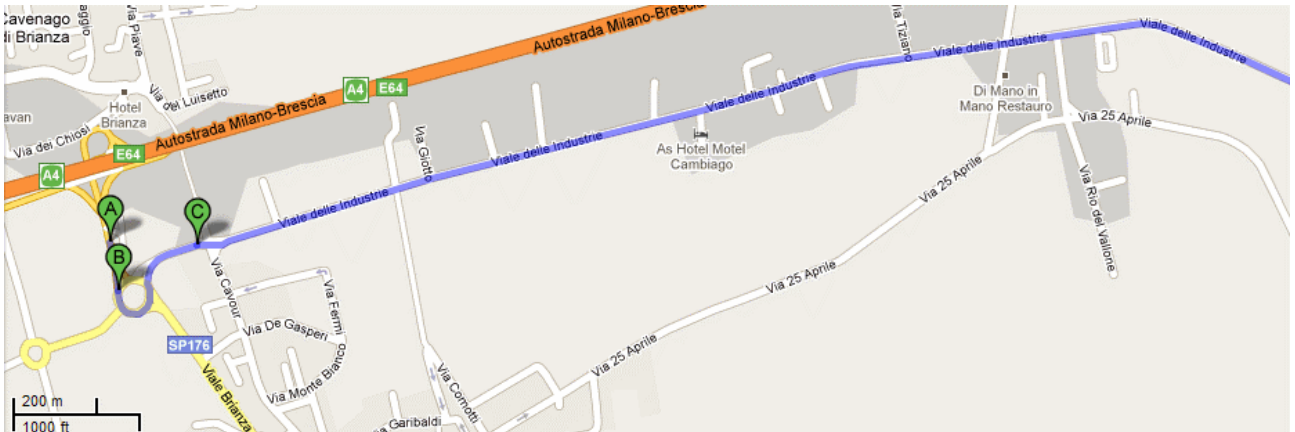 Cavenago
di Brianza
aggio
Via Piave
Via del Luisetto
Hotel
Brianza
avan
Via dei Chiosi
Autostrada Milano-Brescia
A4
E64
Autostrada Milano-Brescia
A4
E64
Via Tiziano
Viale delle Industrie
Viale delle Industrie
Viale delle Industrie
Viale delle Industrie
Viale delle Industrie
Di Mano in
Mano Restauro
Via 25 Aprile
As Hotel Motel
Cambiago
Via Giotto
Via 25 Aprile
Via Rio del Vallone
A
B
C
Via Cavour
Via Fermi
Via De Gasperi
Via Monte Bianco
SP176
Viale Brianza
Via 25 Aprile
Via 25 Aprile
Via Comotti
Via Garibaldi
200 m
1000 ft